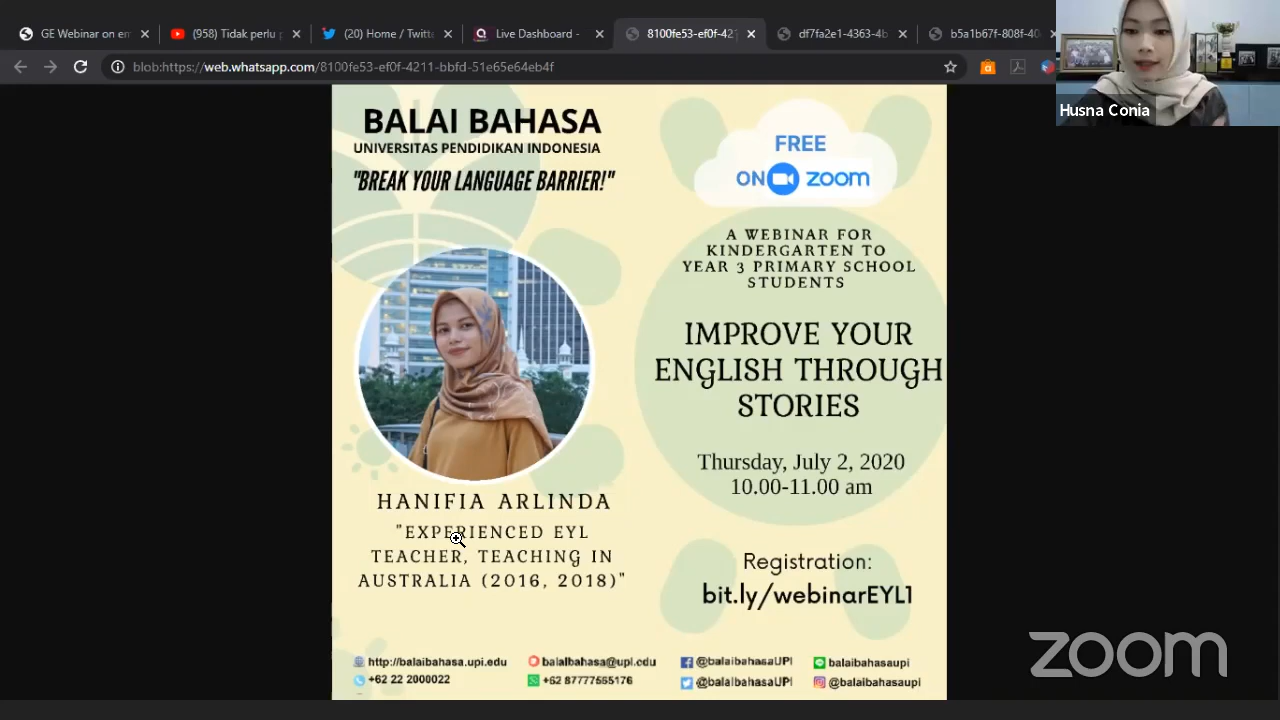 GE Webinar on em
(958) Tidak perlu p
(20) Home / Twitte
Live Dashboard -
8100fe53-ef0f-421
df7fa2e1-4363-4b
b5a1b67f-808f-40
blob:https://web.whatsapp.com/8100fe53-ef0f-4211-bbfd-51e65e64eb4f
Husna Conia
BALAI BAHASA
UNIVERSITAS PENDIDIKAN INDONESIA
"BREAK YOUR LANGUAGE BARRIER!"
FREE
ON zoom
A WEBINAR FOR
KINDERGARTEN TO
YEAR 3 PRIMARY SCHOOL
STUDENTS
IMPROVE YOUR
ENGLISH THROUGH
STORIES
Thursday, July 2, 2020
10.00-11.00 am
HANIFIA ARLINDA
"EXPERIENCED EYL
TEACHER, TEACHING IN
AUSTRALIA (2016, 2018)"
Registration:
bit.ly/webinarEYL1
http://balaibahasa.upi.edu
+62 22 2000022
balaibahasa@upi.edu
+62 87777565176
@balaibahasaUPI
@balaibahasaUPI
balaibahasaupi
@balaibahasaupi
zoom